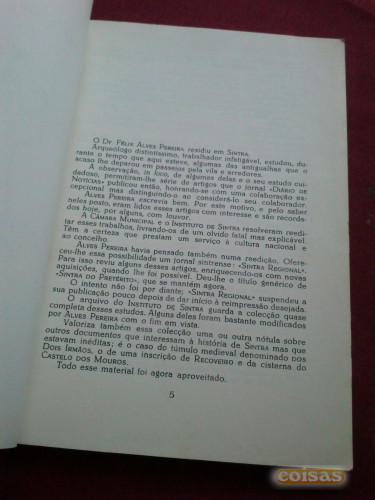 O Dr. Félix Alves Pereira residiu em Sintra.
Arqueólogo distintíssimo, trabalhador infatigável, estudou, du-
rante o tempo que aqui esteve, algumas das antigualhas que o
acaso lhe deparou em passeios pela vila e arredores.
A observação, in loco, de algumas delas e o seu estudo cui-
dadoso, permitiram-lhe série de artigos que o jornal «Diário de
Notícias» publicou então, honrando-se com uma colaboração ex-
cepcional mas distinguindo-o ao considerá-lo seu colaborador.
Alves Pereira escrevia bem. Por este motivo, e pelo saber
neles posto, eram lidos esses artigos com interesse e são recorda-
dos hoje, por alguns, com louvor.
A Câmara Municipal e o Instituto de Sintra resolveram reedi-
tar esses trabalhos, livrando-os de um olvido fatal mas explicável.
Têm a certeza que prestam um serviço à cultura nacional e
ao concelho.
Alves Pereira havia pensado também numa reedição. Ofere-
ceu-lhe essa possibilidade um jornal sintrense: «Sintra Regional».
Para isso reviu alguns desses artigos, enriquecendo-os com novas
aquisições, quando lhe foi possível. Deu-lhe o título genérico de
«Sintra do Pretérito», que se mantém agora.
O intento não foi por diante; «Sintra Regional» suspendeu a
sua publicação pouco depois de dar início à reimpressão desejada.
O arquivo do Instituto de Sintra guarda a colecção quase
completa desses estudos. Alguns deles foram bastante modificados
por Alves Pereira com o fim em vista.
Valoriza também esta colecção uma ou outra nótula sobre
outros documentos que interessam à história de Sintra mas que
estavam inéditas; é o caso do túmulo medieval denominado nos
Dois Irmãos, o de uma inscrição de Recoveiro e da cisterna do
Castelo dos Mouros.
Todo esse material foi agora aproveitado.
5
coisas